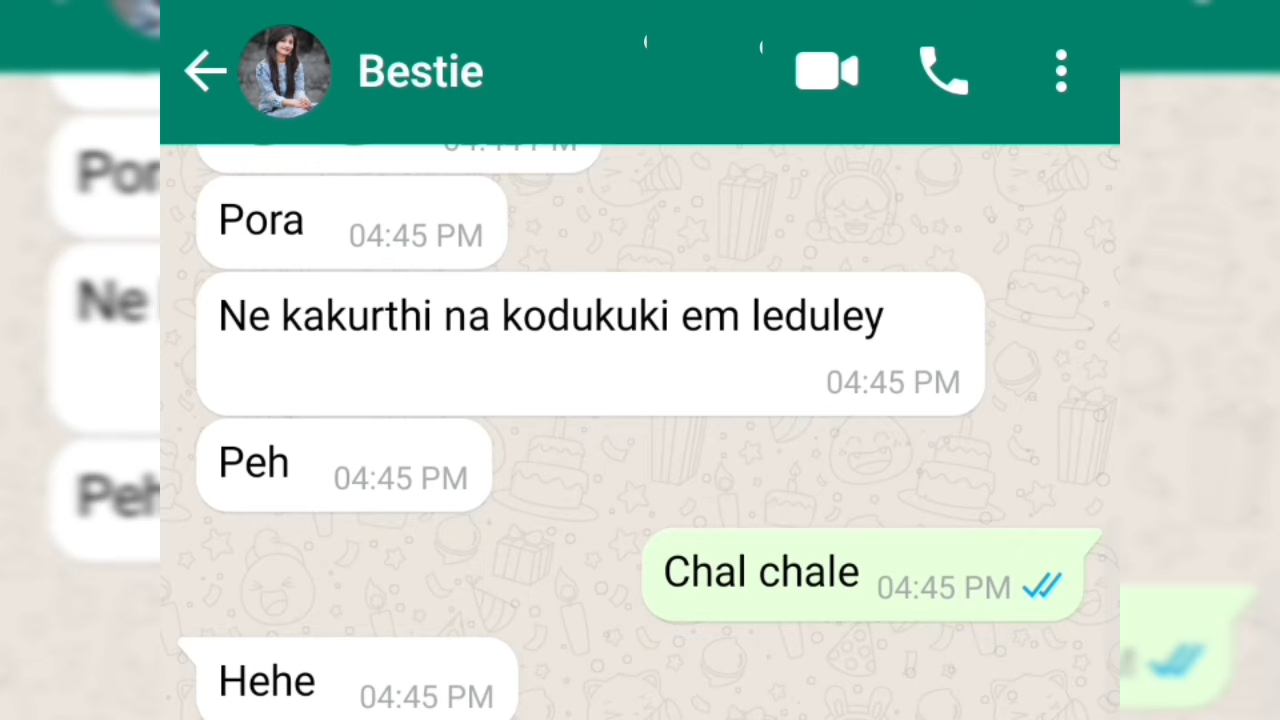 Bestie
Pora 04:45 PM
Ne kakurthi na kodukuki em leduley
04:45 PM
Peh 04:45 PM
Chal chale 04:45 PM
Hehe 04:45 PM